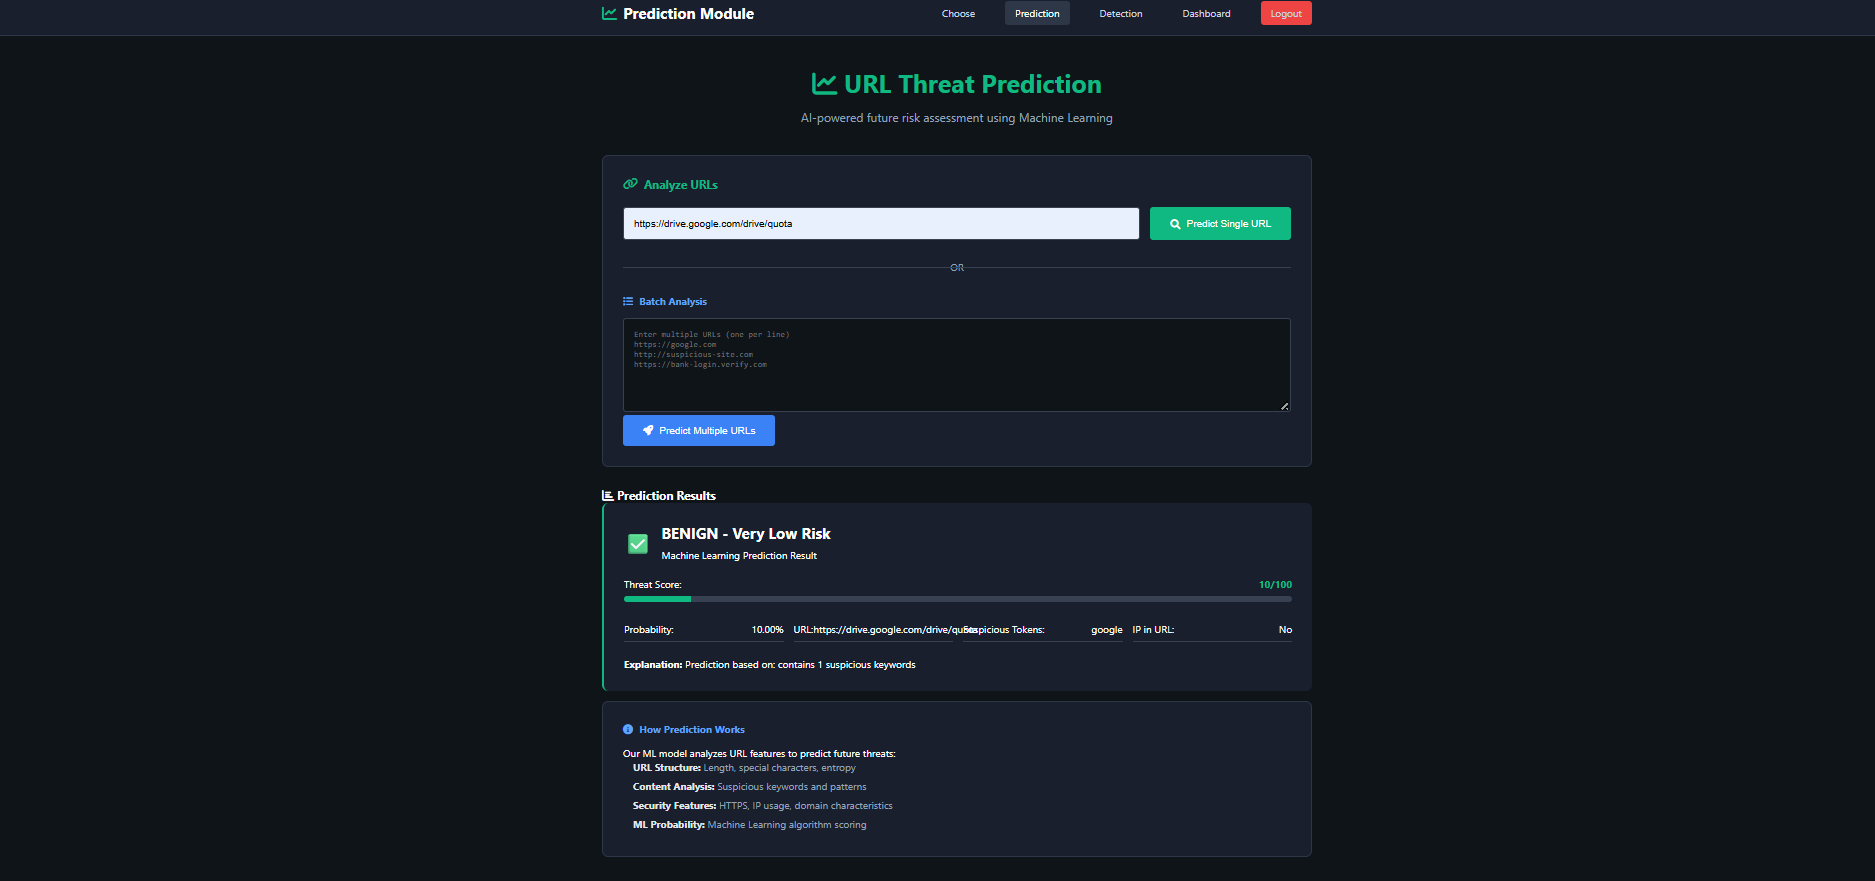 Prediction Module
Choose
Prediction
Detection
Dashboard
Logout
URL Threat Prediction
AI-powered future risk assessment using Machine Learning
Analyze URLs
https://drive.google.com/drive/quota
Predict Single URL
OR
Batch Analysis
Enter multiple URLs (one per line)
https://google.com
http://suspicious-site.com
https://bank-login.verify.com
Predict Multiple URLs
Prediction Results
BENIGN - Very Low Risk
Machine Learning Prediction Result
Threat Score: 10/100
Probability: 10.00%
URL:https://drive.google.com/drive/quota
Suspicious Tokens: google
IP in URL: No
Explanation: Prediction based on: contains 1 suspicious keywords
How Prediction Works
Our ML model analyzes URL features to predict future threats:
URL Structure: Length, special characters, entropy
Content Analysis: Suspicious keywords and patterns
Security Features: HTTPS, IP usage, domain characteristics
ML Probability: Machine Learning algorithm scoring